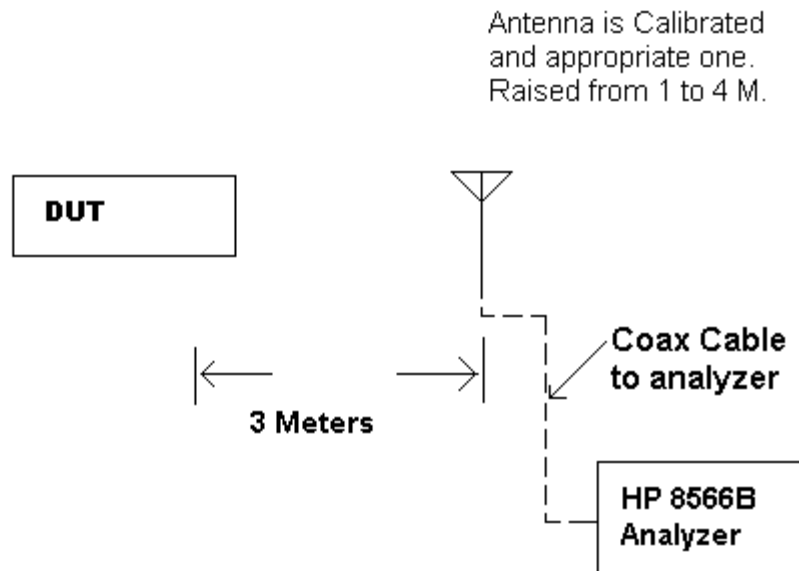 Antenna is Calibrated
and appropriate one.
Raised from 1 to 4 M.
DUT
Coax Cable
to analyzer
3 Meters
HP 8566B
Analyzer